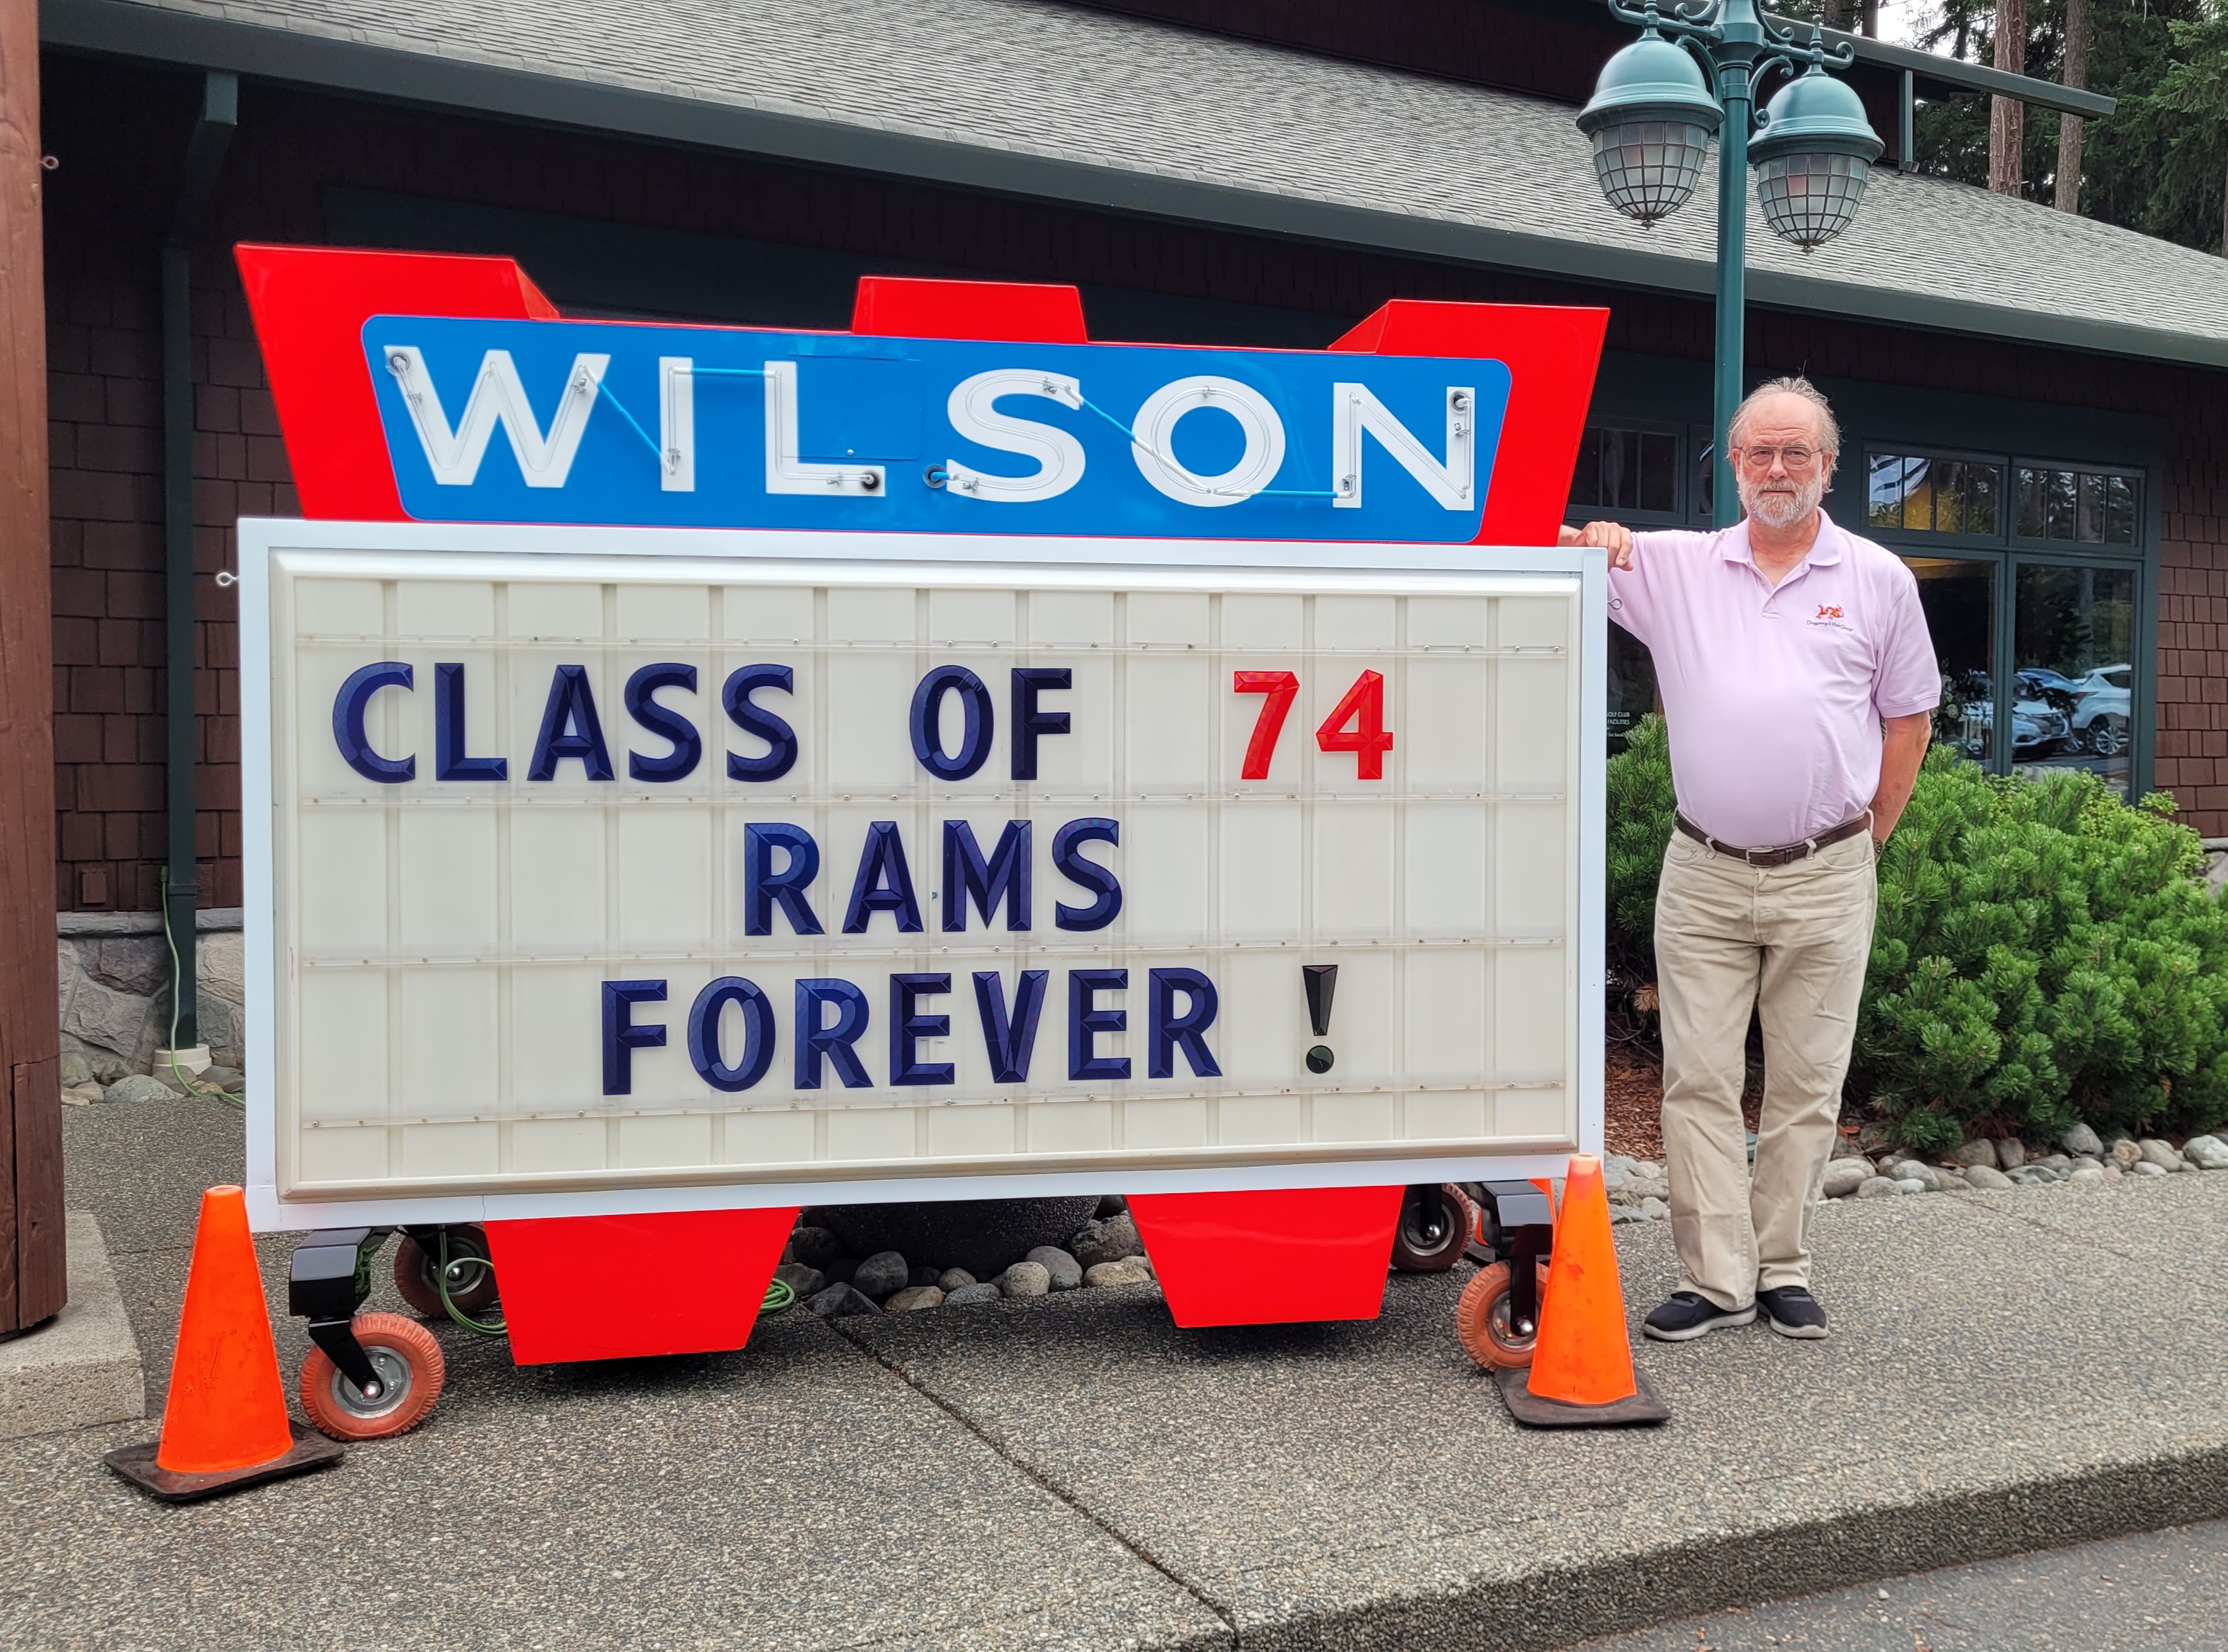 WILSON
CLASS OF 74
RAMS
FOREVER !